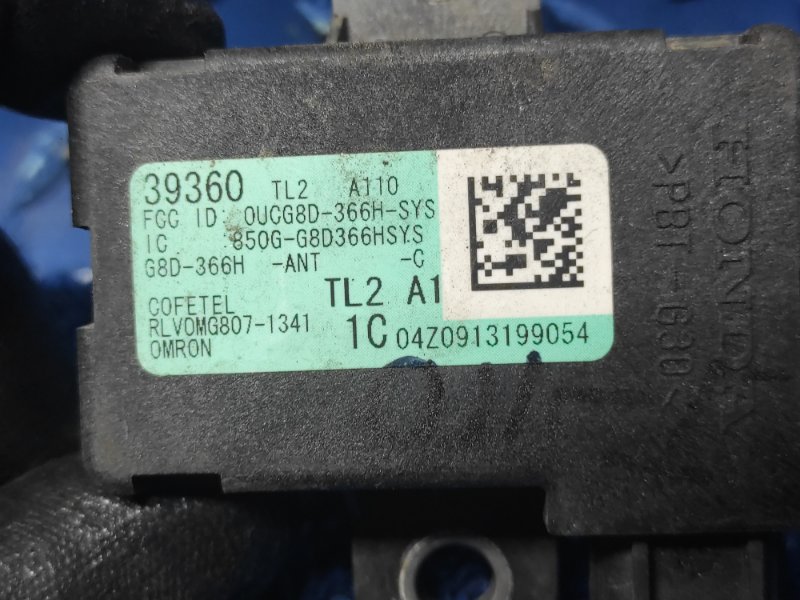 39360 TL2 A110
FCC ID: OUCG8D-366H-SYS
IC :850G-G8D366HSYS
G8D-366H -ANT -C
TL2 A1
COFETEL
RLVOMG807-1341
OMRON
1C 04Z0913199054
HONDA
>PBT-G30<